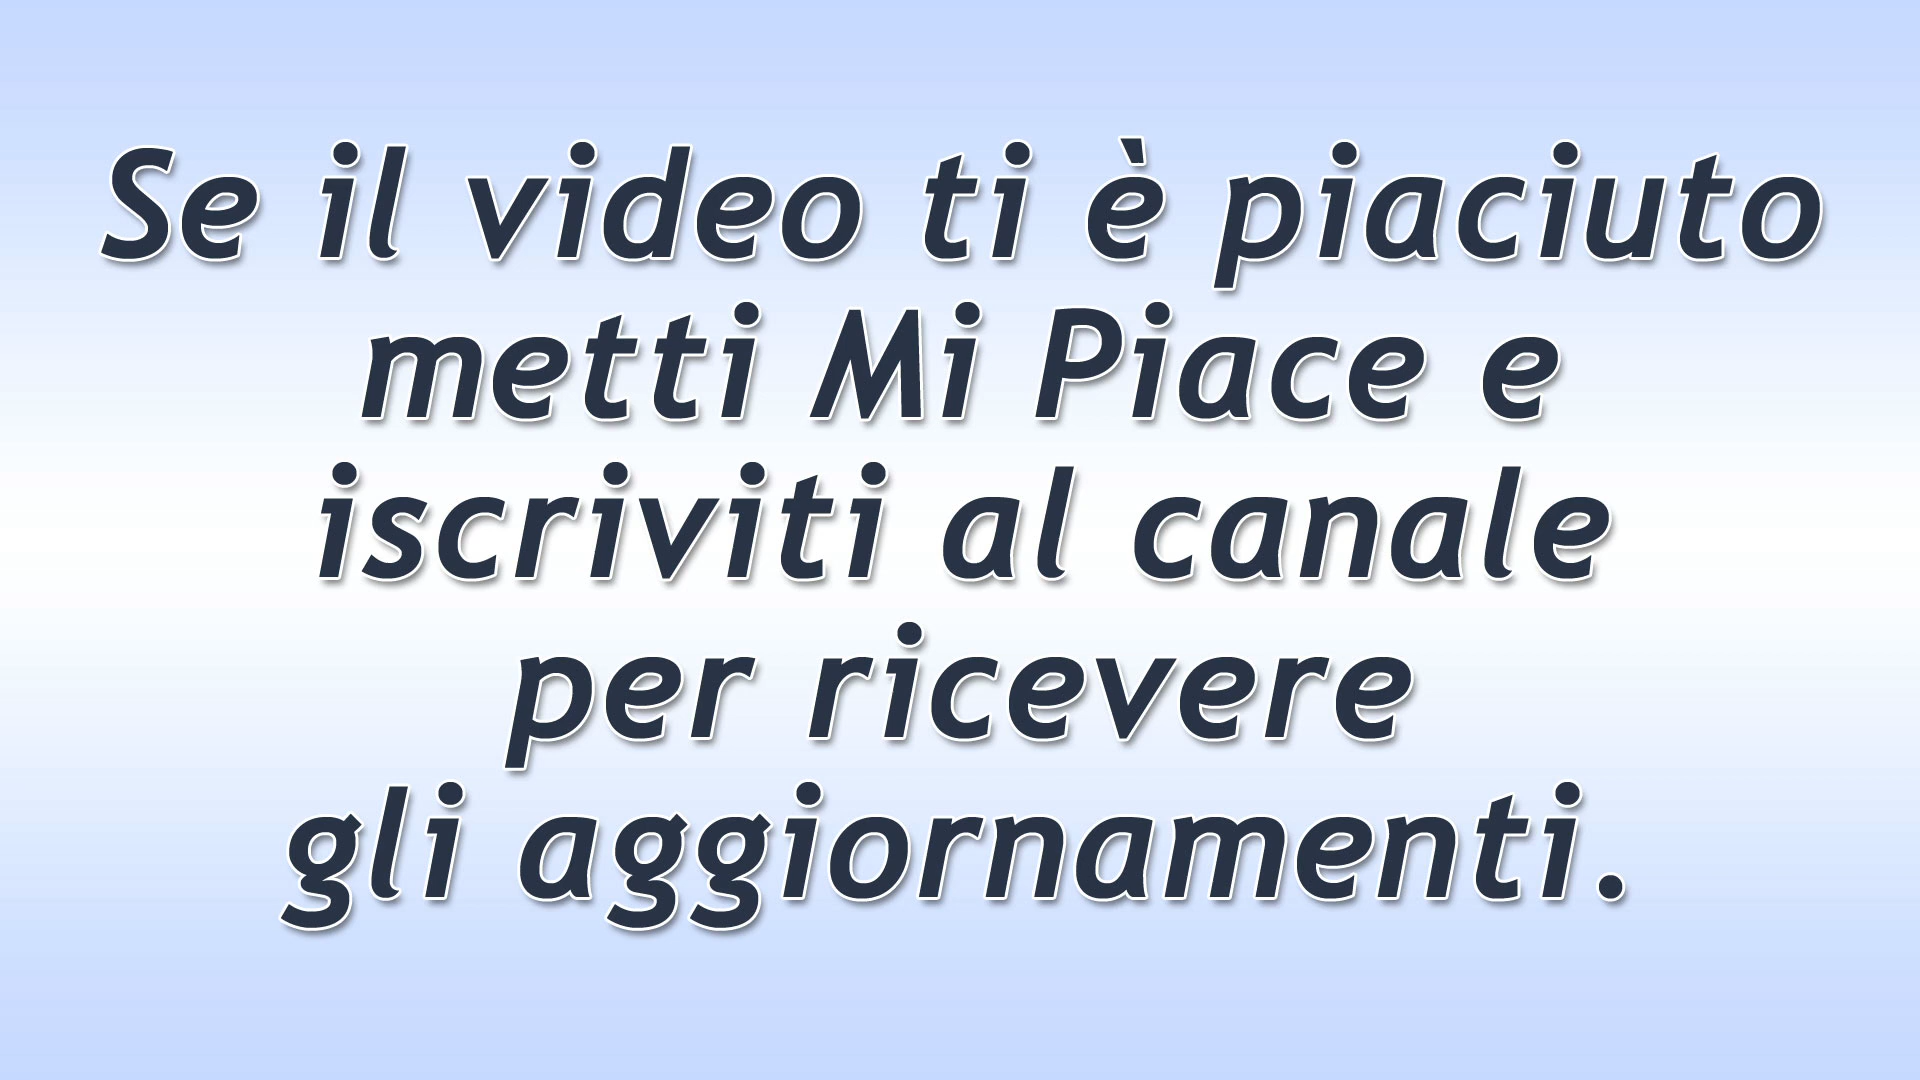 Se il video ti è piaciuto
metti Mi Piace e
iscriviti al canale
per ricevere
gli aggiornamenti.